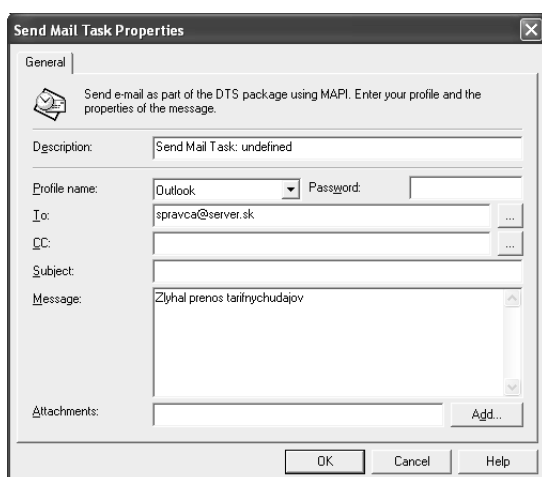 Send Mail Task Properties
General
Send e-mail as part of the DTS package using MAPI. Enter your profile and the
properties of the message.
Description: Send Mail Task: undefined
Profile name: Outlook Password:
To: spravca@server.sk ...
CC: ...
Subject:
Message: Zlyhal prenos tarifnychudajov
Attachments: Add...
OK Cancel Help